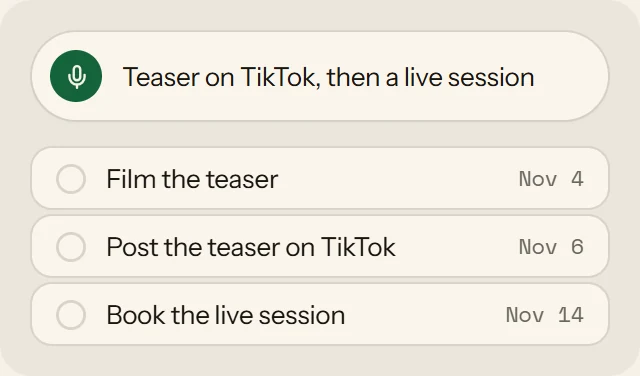 Teaser on TikTok, then a live session
Film the teaser Nov 4
Post the teaser on TikTok Nov 6
Book the live session Nov 14